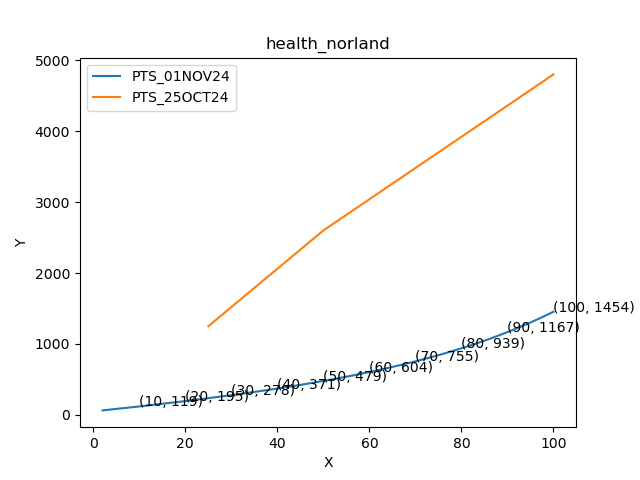 health_norland
PTS_01NOV24
PTS_25OCT24
Y
5000
4000
3000
2000
1000
0
(10, 119)
(20, 195)
(30, 278)
(40, 371)
(50, 479)
(60, 604)
(70, 755)
(80, 939)
(90, 1167)
(100, 1454)
0 20 40 60 80 100
X